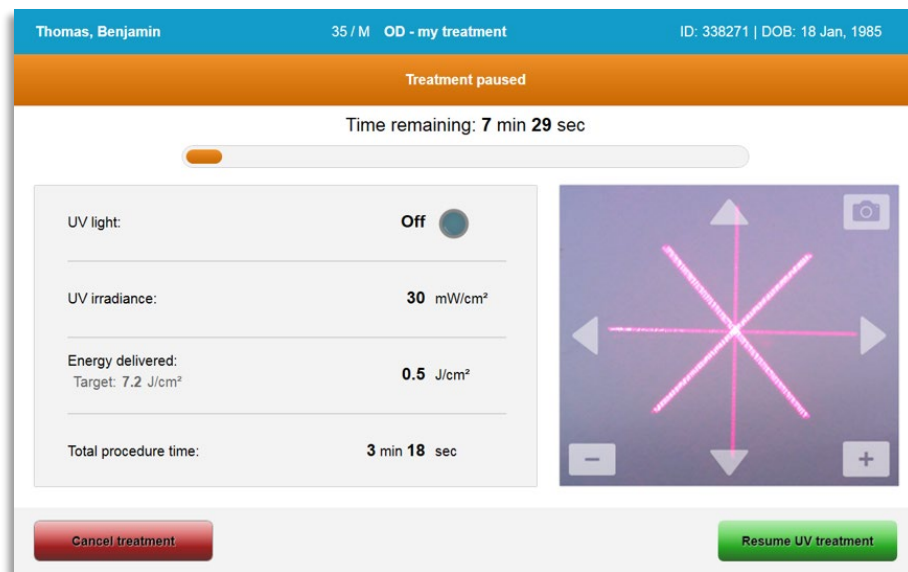 Thomas, Benjamin 35 / M OD - my treatment ID: 338271 | DOB: 18 Jan, 1985
Treatment paused
Time remaining: 7 min 29 sec
UV light: Off
UV irradiance: 30 mW/cm²
Energy delivered:
Target: 7.2 J/cm² 0.5 J/cm²
Total procedure time: 3 min 18 sec
Cancel treatment Resume UV treatment